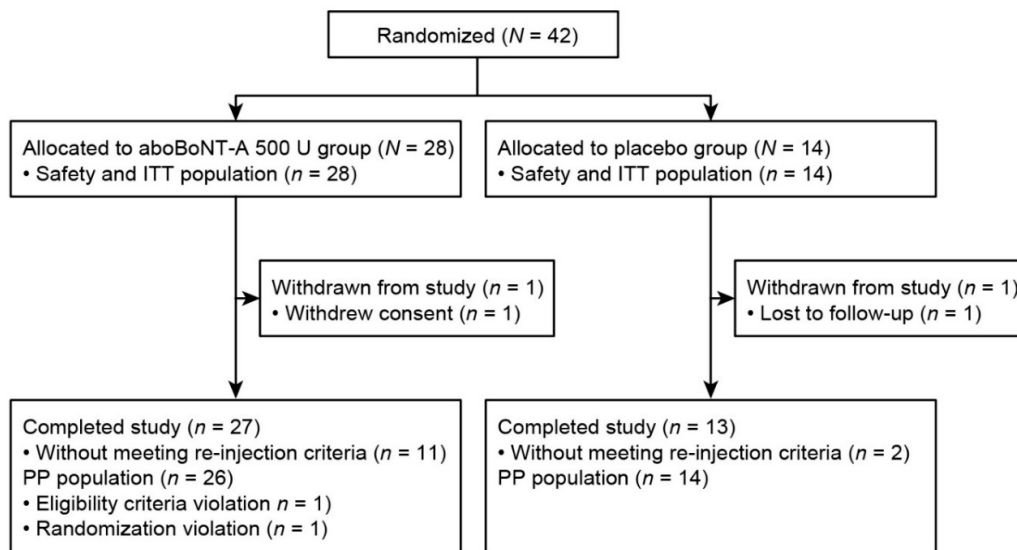 Randomized (N = 42)
Allocated to aboBoNT-A 500 U group (N = 28)
• Safety and ITT population (n = 28)
Allocated to placebo group (N = 14)
• Safety and ITT population (n = 14)
Withdrawn from study (n = 1)
• Withdrew consent (n = 1)
Withdrawn from study (n = 1)
• Lost to follow-up (n = 1)
Completed study (n = 27)
• Without meeting re-injection criteria (n = 11)
PP population (n = 26)
• Eligibility criteria violation n = 1)
• Randomization violation (n = 1)
Completed study (n = 13)
• Without meeting re-injection criteria (n = 2)
PP population (n = 14)